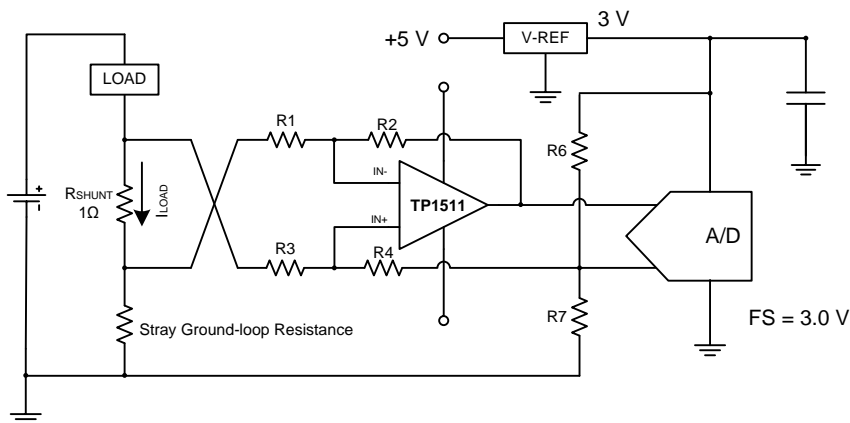 3 V
+5 V
V-REF
LOAD
R1
R2
R6
IN-
RSHUNT
1Ω
ILOAD
TP1511
IN+
A/D
R3
R4
R7
FS = 3.0 V
Stray Ground-loop Resistance
+
-